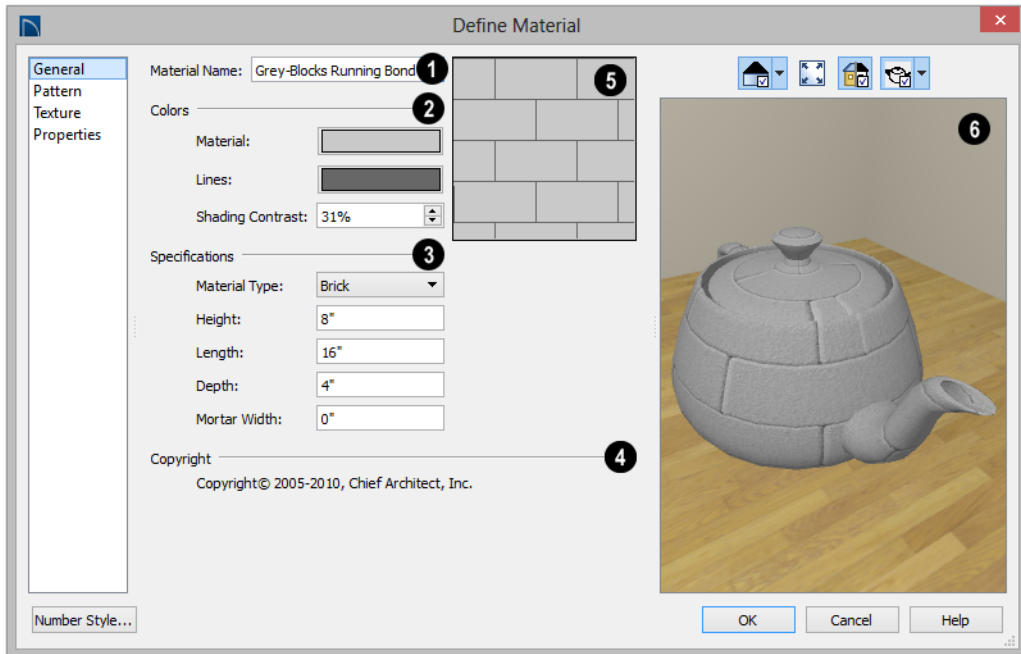 Define Material
General
Pattern
Texture
Properties
Material Name: Grey-Blocks Running Bond 1
Colors 2
Material:
Lines:
Shading Contrast: 31%
Specifications 3
Material Type: Brick
Height: 8"
Length: 16"
Depth: 4"
Mortar Width: 0"
Copyright 4
Copyright© 2005-2010, Chief Architect, Inc.
5
6
Number Style...
OK Cancel Help